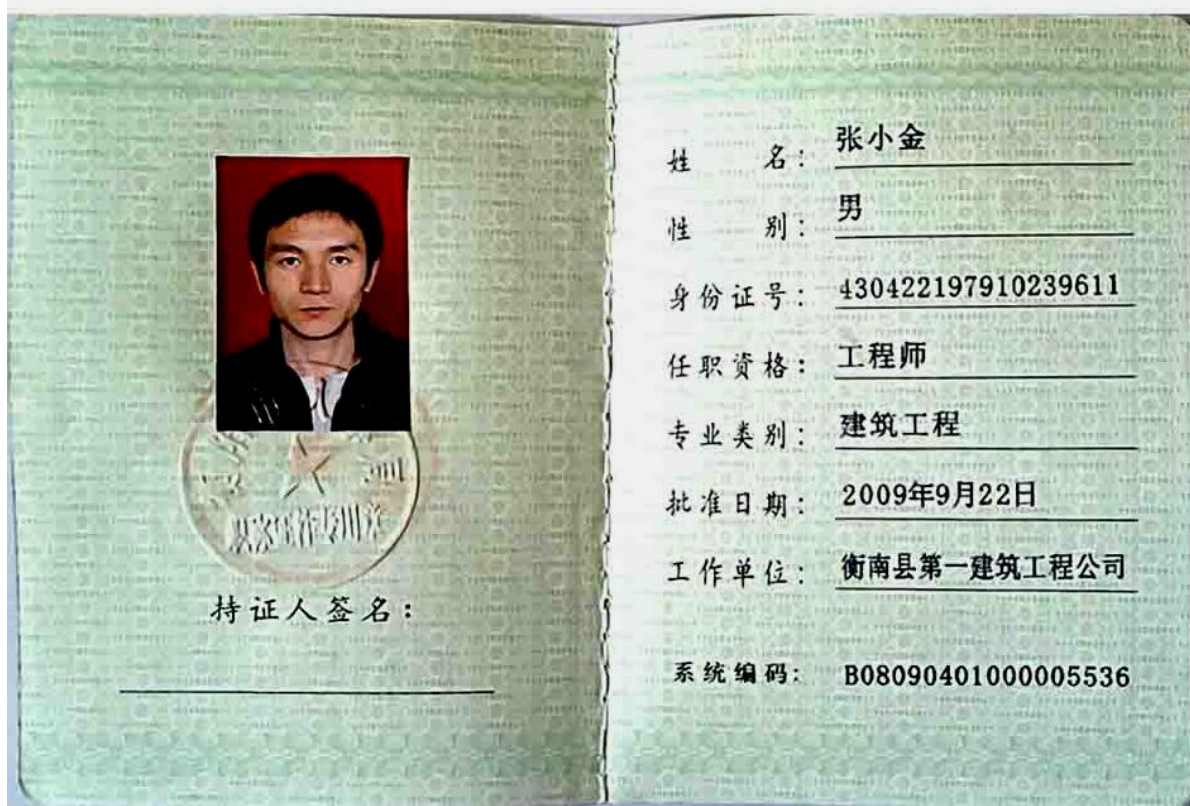 持证人签名：
姓 名： 张小金
性 别： 男
身份证号： 430422197910239611
任职资格： 工程师
专业类别： 建筑工程
批准日期： 2009年9月22日
工作单位： 衡南县第一建筑工程公司
系统编码： B08090401000005536